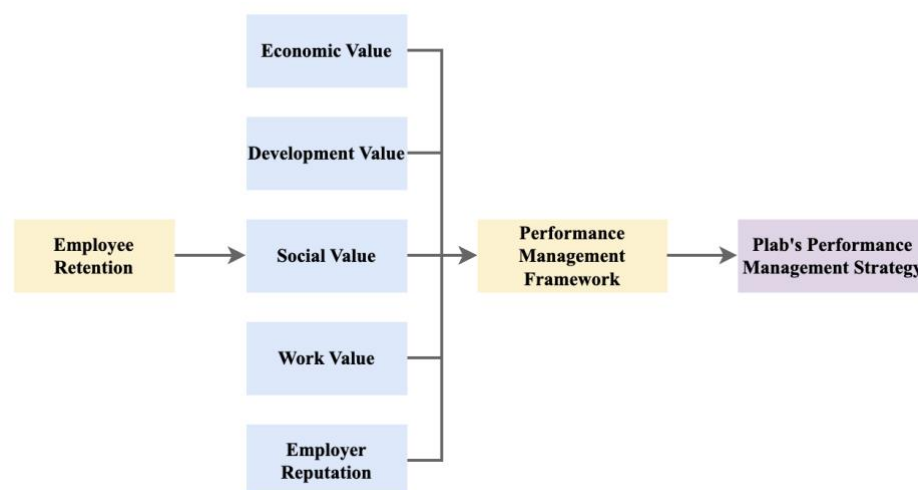 Economic Value
Development Value
Employee
Retention
Social Value
Work Value
Employer
Reputation
Performance
Management
Framework
Plab's Performance
Management Strategy